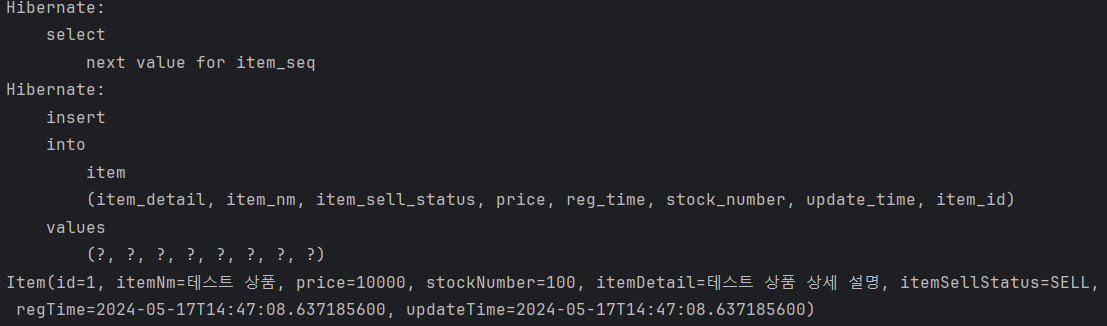 Hibernate:
    select
        next value for item_seq
Hibernate:
    insert
    into
        item
        (item_detail, item_nm, item_sell_status, price, reg_time, stock_number, update_time, item_id)
    values
        (?, ?, ?, ?, ?, ?, ?, ?)
Item(id=1, itemNm=테스트 상품, price=10000, stockNumber=100, itemDetail=테스트 상품 상세 설명, itemSellStatus=SELL,
 regTime=2024-05-17T14:47:08.637185600, updateTime=2024-05-17T14:47:08.637185600)